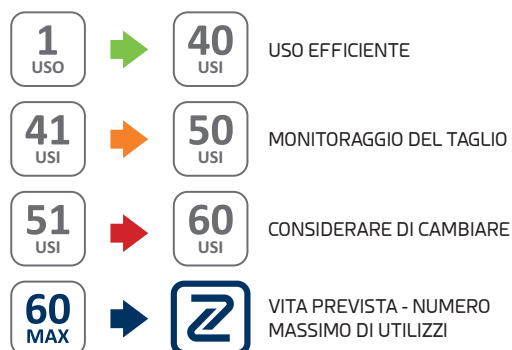 1
USO
40
USI
USO EFFICIENTE
41
USI
50
USI
MONITORAGGIO DEL TAGLIO
51
USI
60
USI
CONSIDERARE DI CAMBIARE
60
MAX
Z
VITA PREVISTA - NUMERO
MASSIMO DI UTILIZZI